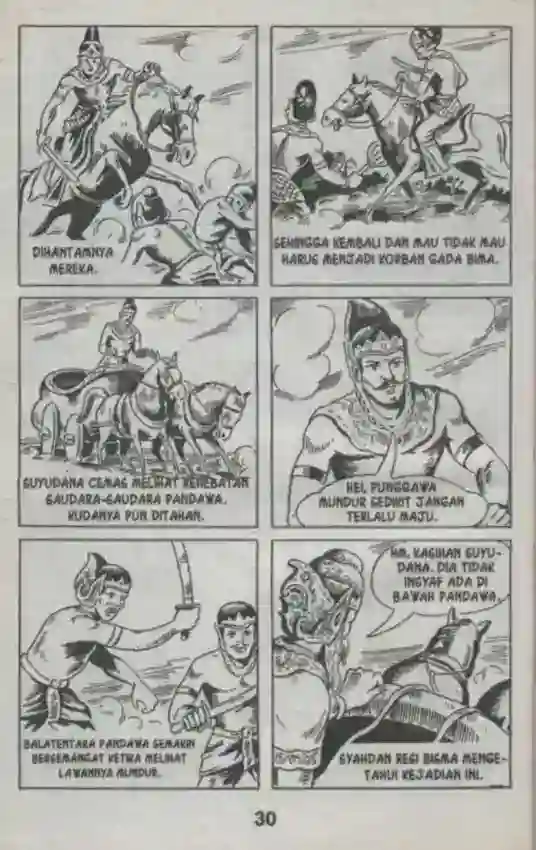 DIHANTAMNYA
MEREKA.
SEHINGGA KEMBALI DAN MAU TIDAK MAU
HARUS MENJADI KORBAN GADA BIMA.
SUYUDANA CEMAS MELIHAT KEHEBATAN
SAUDARA-SAUDARA PANDAWA.
KUDANYA PUN DITAHAN.
HEI, PUNGGAWA
MUNDUR SEDIKIT JANGAN
TERLALU MAJU.
BALATENTARA PANDAWA SEMAKIN
BERSEMANGAT KETIKA MELIHAT
LAWANNYA MUNDUR.
HM, KASIHAN SUYU-
DANA. DIA TIDAK
INSYAF ADA DI
BAWAH PANDAWA.
SYAHDAN RESI BISMA MENGE-
TAHUI KEJADIAN INI.
30